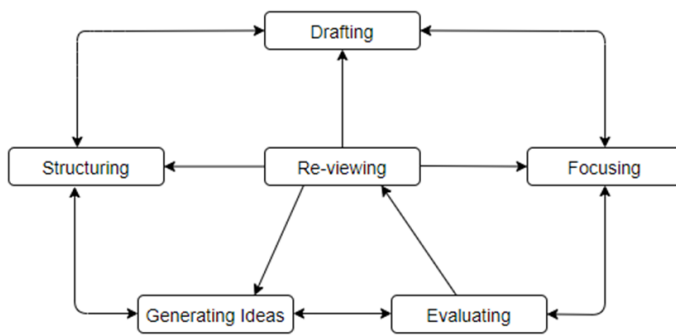 Drafting
Structuring
Re-viewing
Focusing
Generating Ideas
Evaluating